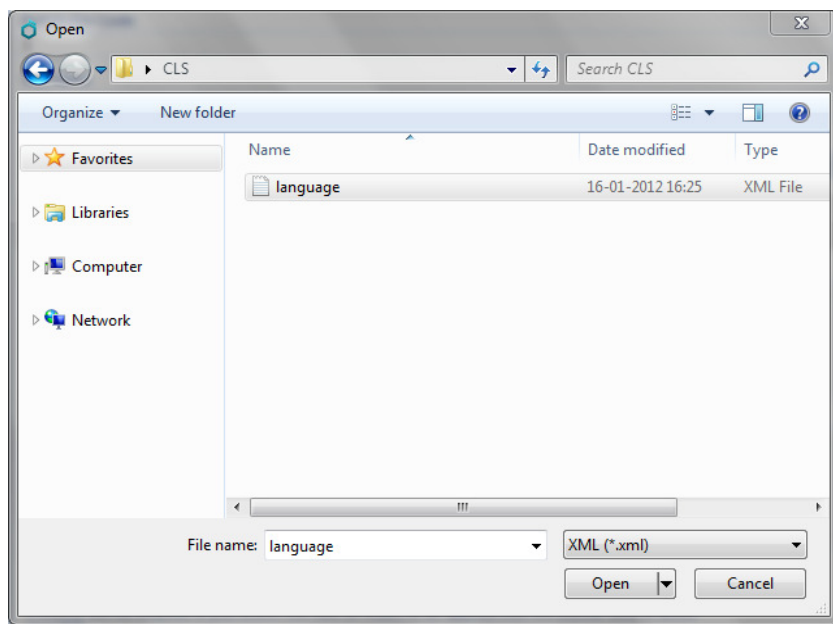 Open
CLS
Search CLS
Organize
New folder
Name
Date modified
Type
Favorites
language
16-01-2012 16:25
XML File
Libraries
Computer
Network
File name:
language
XML (*.xml)
Open
Cancel